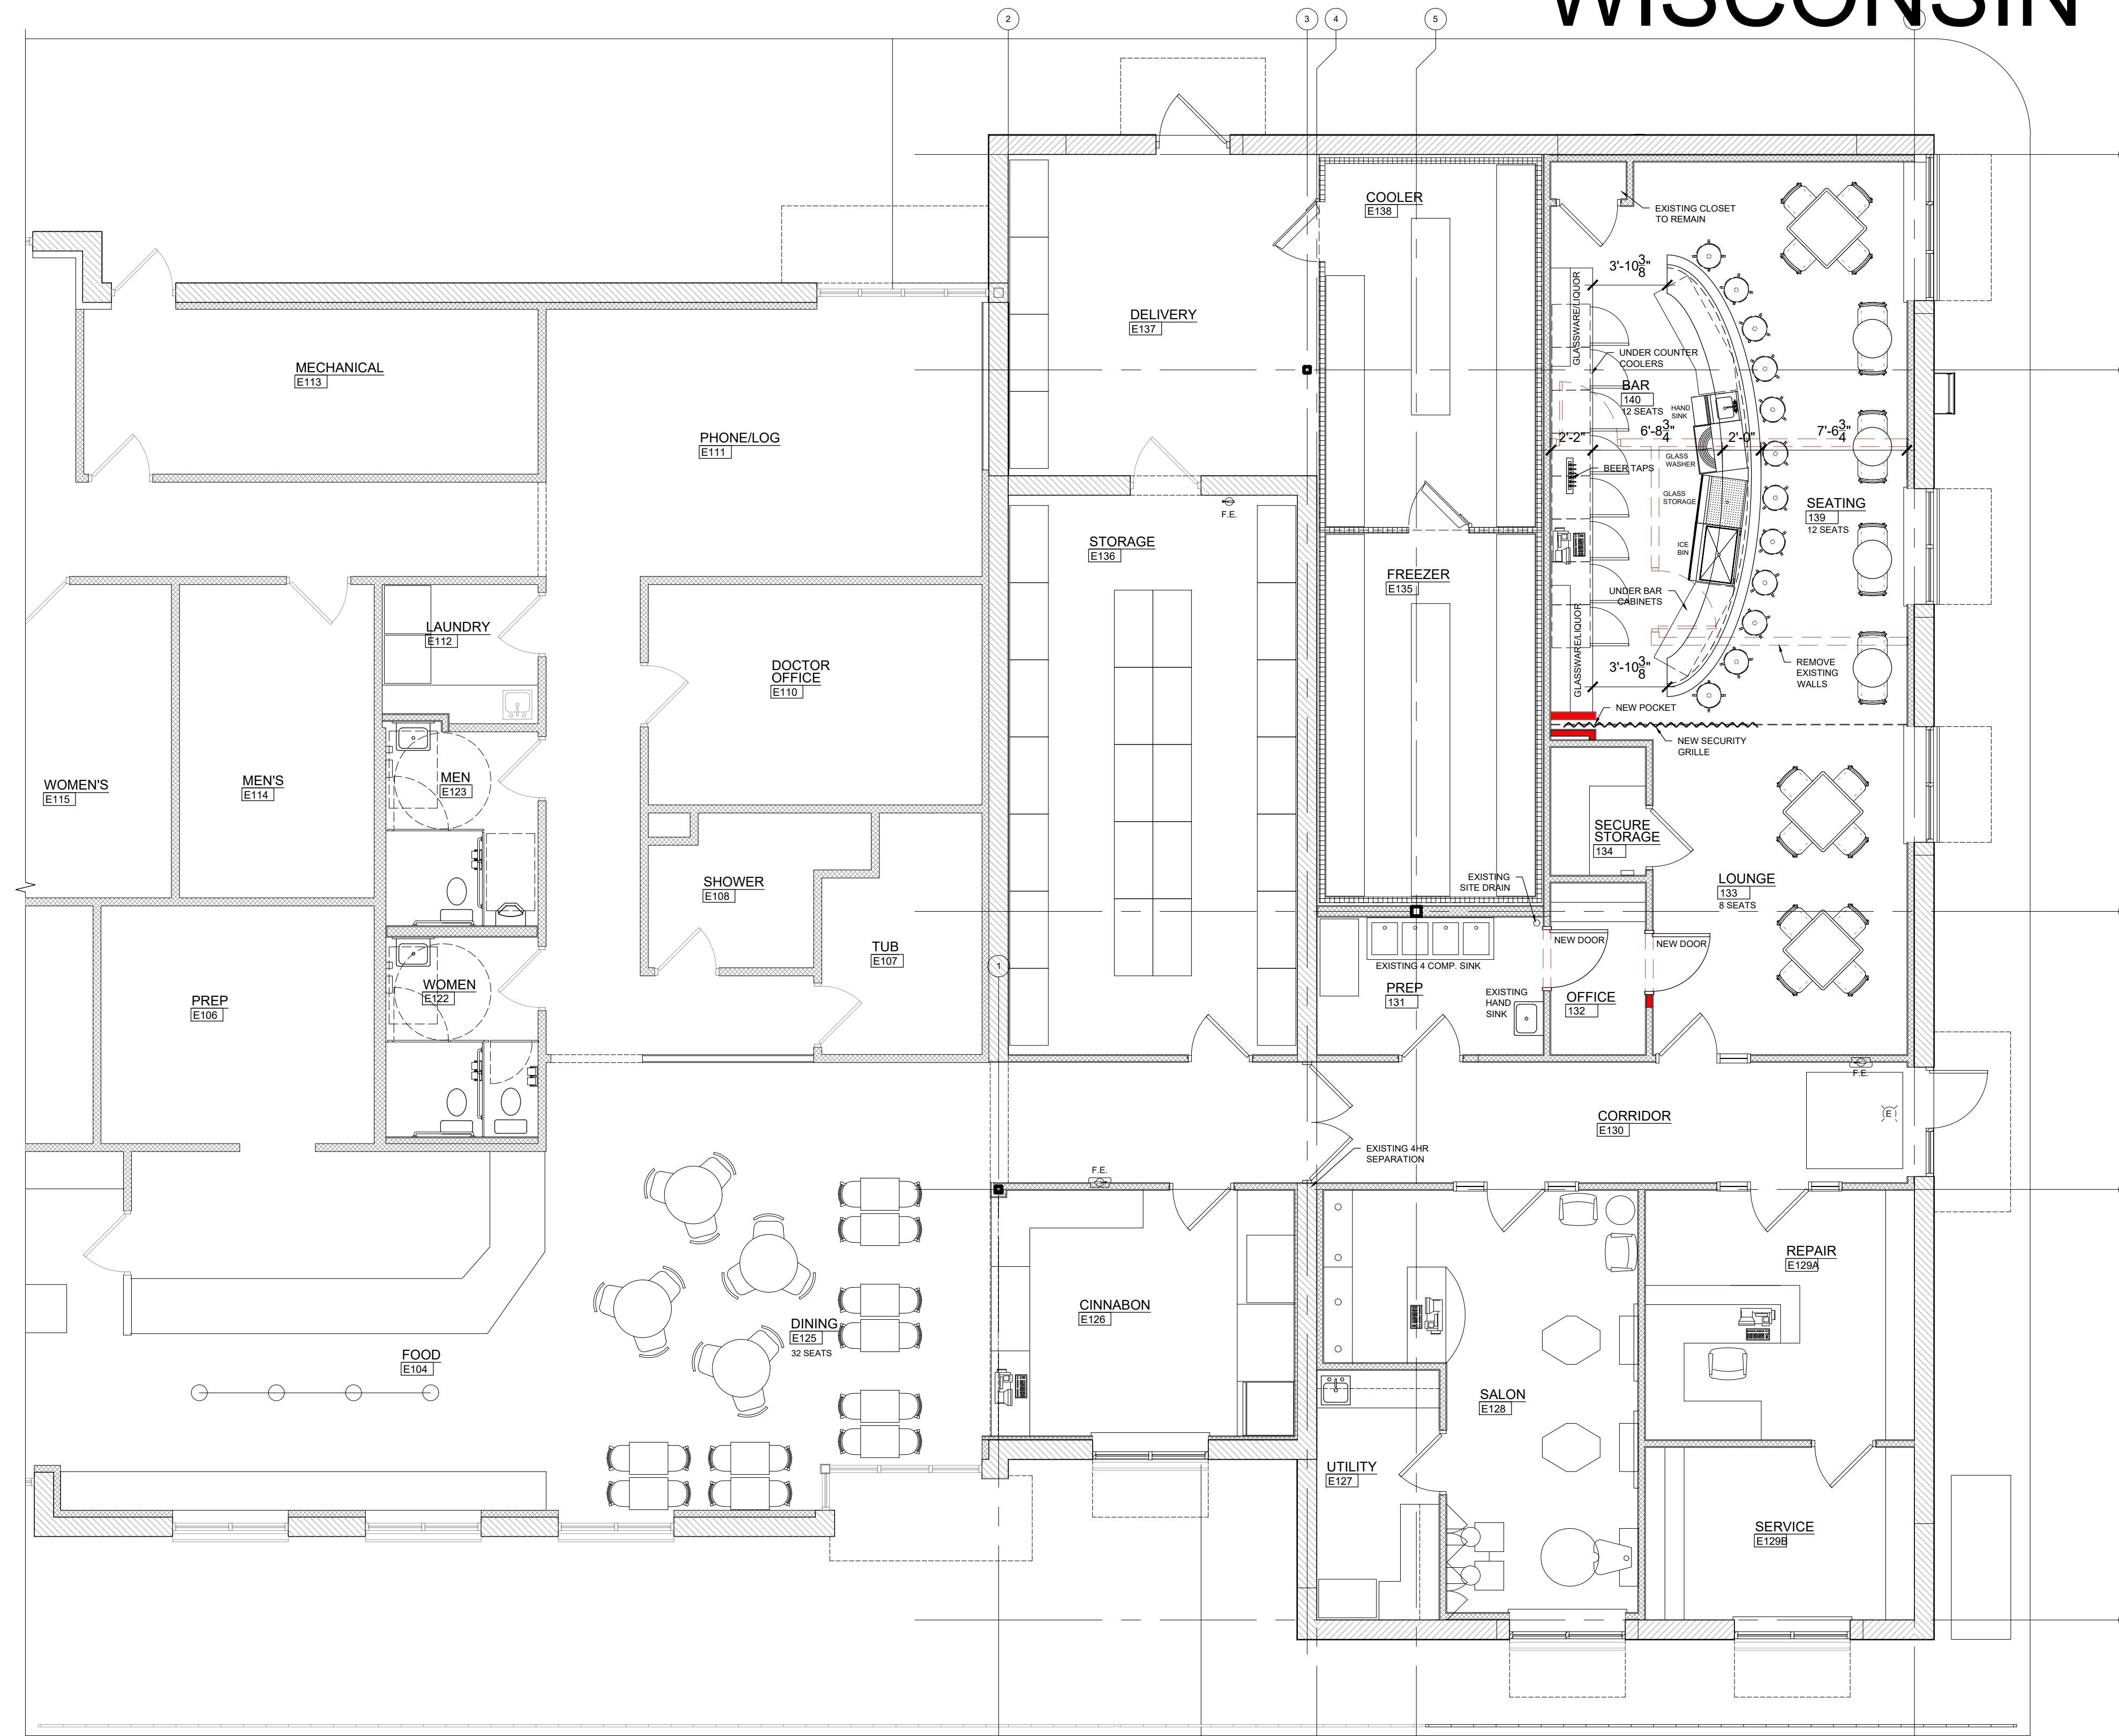 WISCONSIN
2
3
4
5
COOLER
E138
EXISTING CLOSET
TO REMAIN
3'-10 3/8"
DELIVERY
E137
GLASSWARE/LIQUOR
UNDER COUNTER
COOLERS
MECHANICAL
E113
BAR
140
12 SEATS
HAND
SINK
PHONE/LOG
E111
2'-2"
6'-8 3/4"
2'-0"
7'-6 3/4"
GLASS
WASHER
BEER TAPS
GLASS
STORAGE
SEATING
139
12 SEATS
F.E.
STORAGE
E136
ICE
BIN
FREEZER
E135
UNDER BAR
CABINETS
LAUNDRY
E112
GLASSWARE/LIQUOR
3'-10 3/8"
REMOVE
EXISTING
WALLS
DOCTOR
OFFICE
E110
NEW POCKET
NEW SECURITY
GRILLE
WOMEN'S
E115
MEN'S
E114
MEN
E123
SECURE
STORAGE
134
SHOWER
E108
EXISTING
SITE DRAIN
LOUNGE
133
8 SEATS
TUB
E107
1
NEW DOOR
NEW DOOR
EXISTING 4 COMP. SINK
WOMEN
E122
PREP
E106
PREP
131
EXISTING
HAND
SINK
OFFICE
132
F.E.
CORRIDOR
E130
E
EXISTING 4HR
SEPARATION
F.E.
REPAIR
E129A
CINNABON
E126
DINING
E125
32 SEATS
FOOD
E104
SALON
E128
UTILITY
E127
SERVICE
E129B